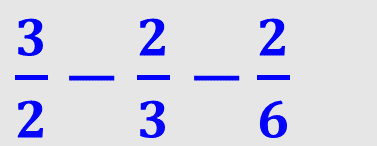 3/2 — 2/3 — 2/6